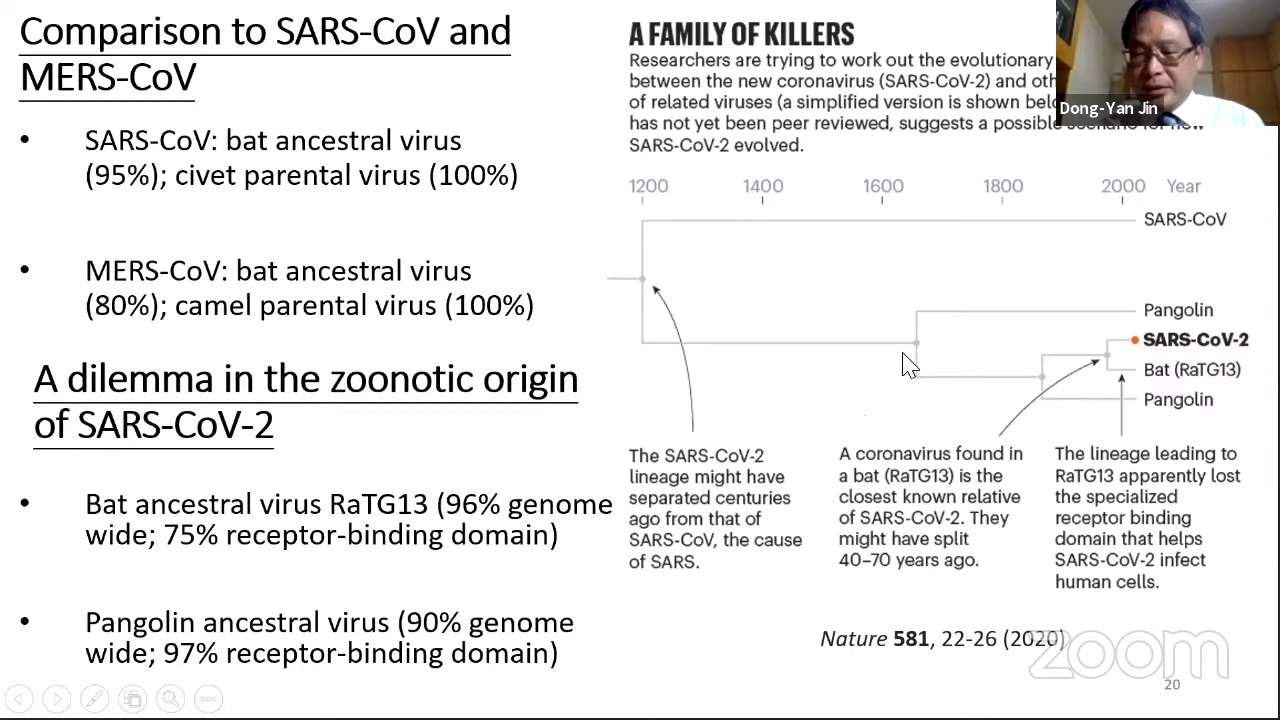 Comparison to SARS-CoV and
MERS-CoV
• SARS-CoV: bat ancestral virus
(95%); civet parental virus (100%)
• MERS-CoV: bat ancestral virus
(80%); camel parental virus (100%)
A dilemma in the zoonotic origin
of SARS-CoV-2
• Bat ancestral virus RaTG13 (96% genome
wide; 75% receptor-binding domain)
• Pangolin ancestral virus (90% genome
wide; 97% receptor-binding domain)
A FAMILY OF KILLERS
Researchers are trying to work out the evolutionary
between the new coronavirus (SARS-CoV-2) and
of related viruses (a simplified version is shown
has not yet been peer reviewed, suggests a possible
SARS-CoV-2 evolved.
Dong-Yan Jin
1200 1400 1600 1800 2000 Year
SARS-CoV
Pangolin
SARS-CoV-2
Bat (RaTG13)
Pangolin
The SARS-CoV-2
lineage might have
separated centuries
ago from that of
SARS-CoV, the cause
of SARS.
A coronavirus found in
a bat (RaTG13) is the
closest known relative
of SARS-CoV-2. They
might have split
40–70 years ago.
The lineage leading to
RaTG13 apparently lost
the specialized
receptor binding
domain that helps
SARS-CoV-2 infect
human cells.
Nature 581, 22-26 (2020)
zoom
20